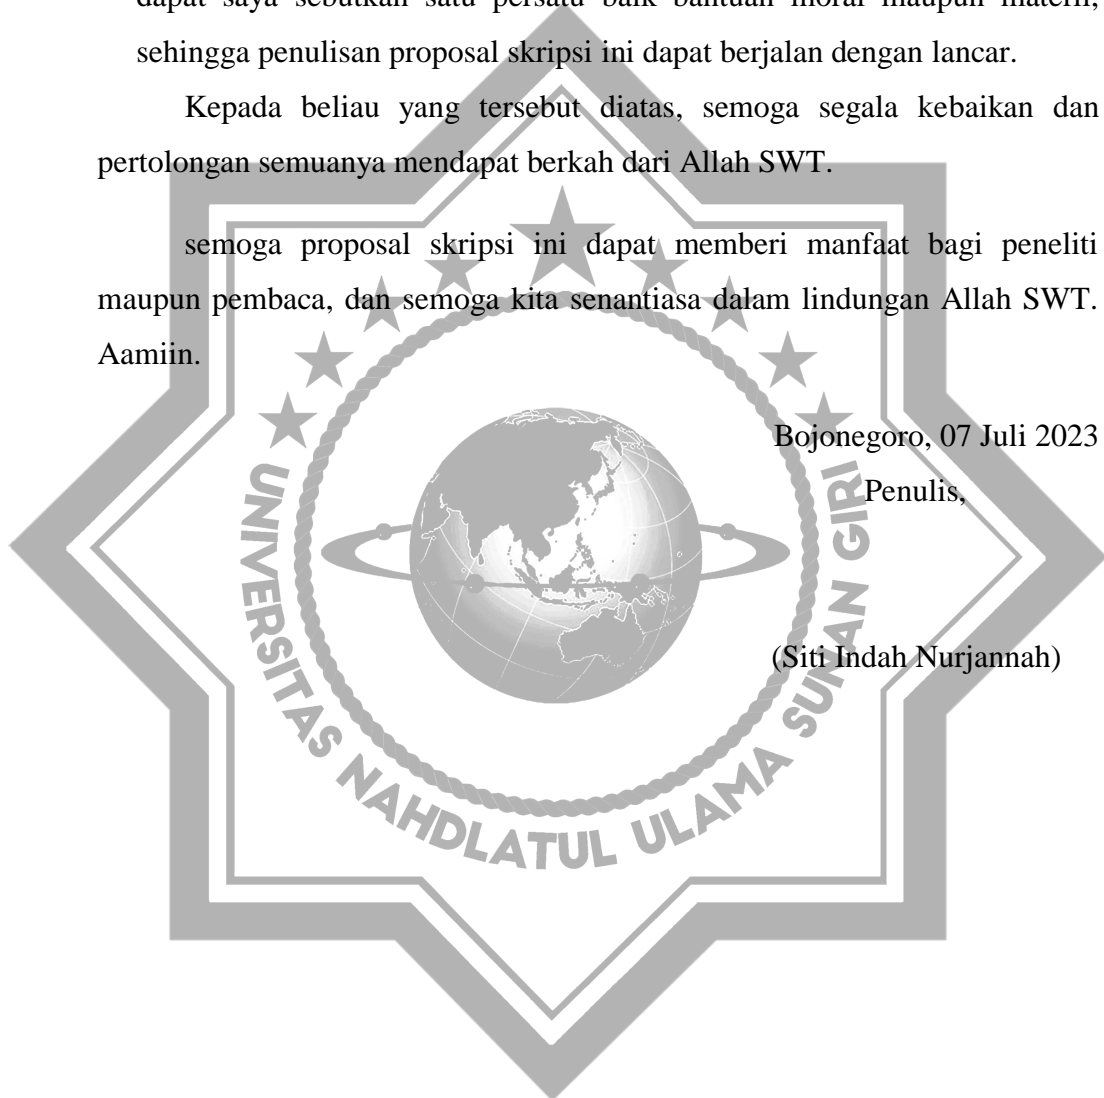 dapat saya sebutkan satu persatu baik bantuan moral maupun materil,
sehingga penulisan proposal skripsi ini dapat berjalan dengan lancar.
Kepada beliau yang tersebut diatas, semoga segala kebaikan dan
pertolongan semuanya mendapat berkah dari Allah SWT.
semoga proposal skripsi ini dapat memberi manfaat bagi peneliti
maupun pembaca, dan semoga kita senantiasa dalam lindungan Allah SWT.
Aamiin.
Bojonegoro, 07 Juli 2023
Penulis,
(Siti Indah Nurjannah)
UNIVERSITAS NAHDLATUL ULAMA SUNAN GIRI